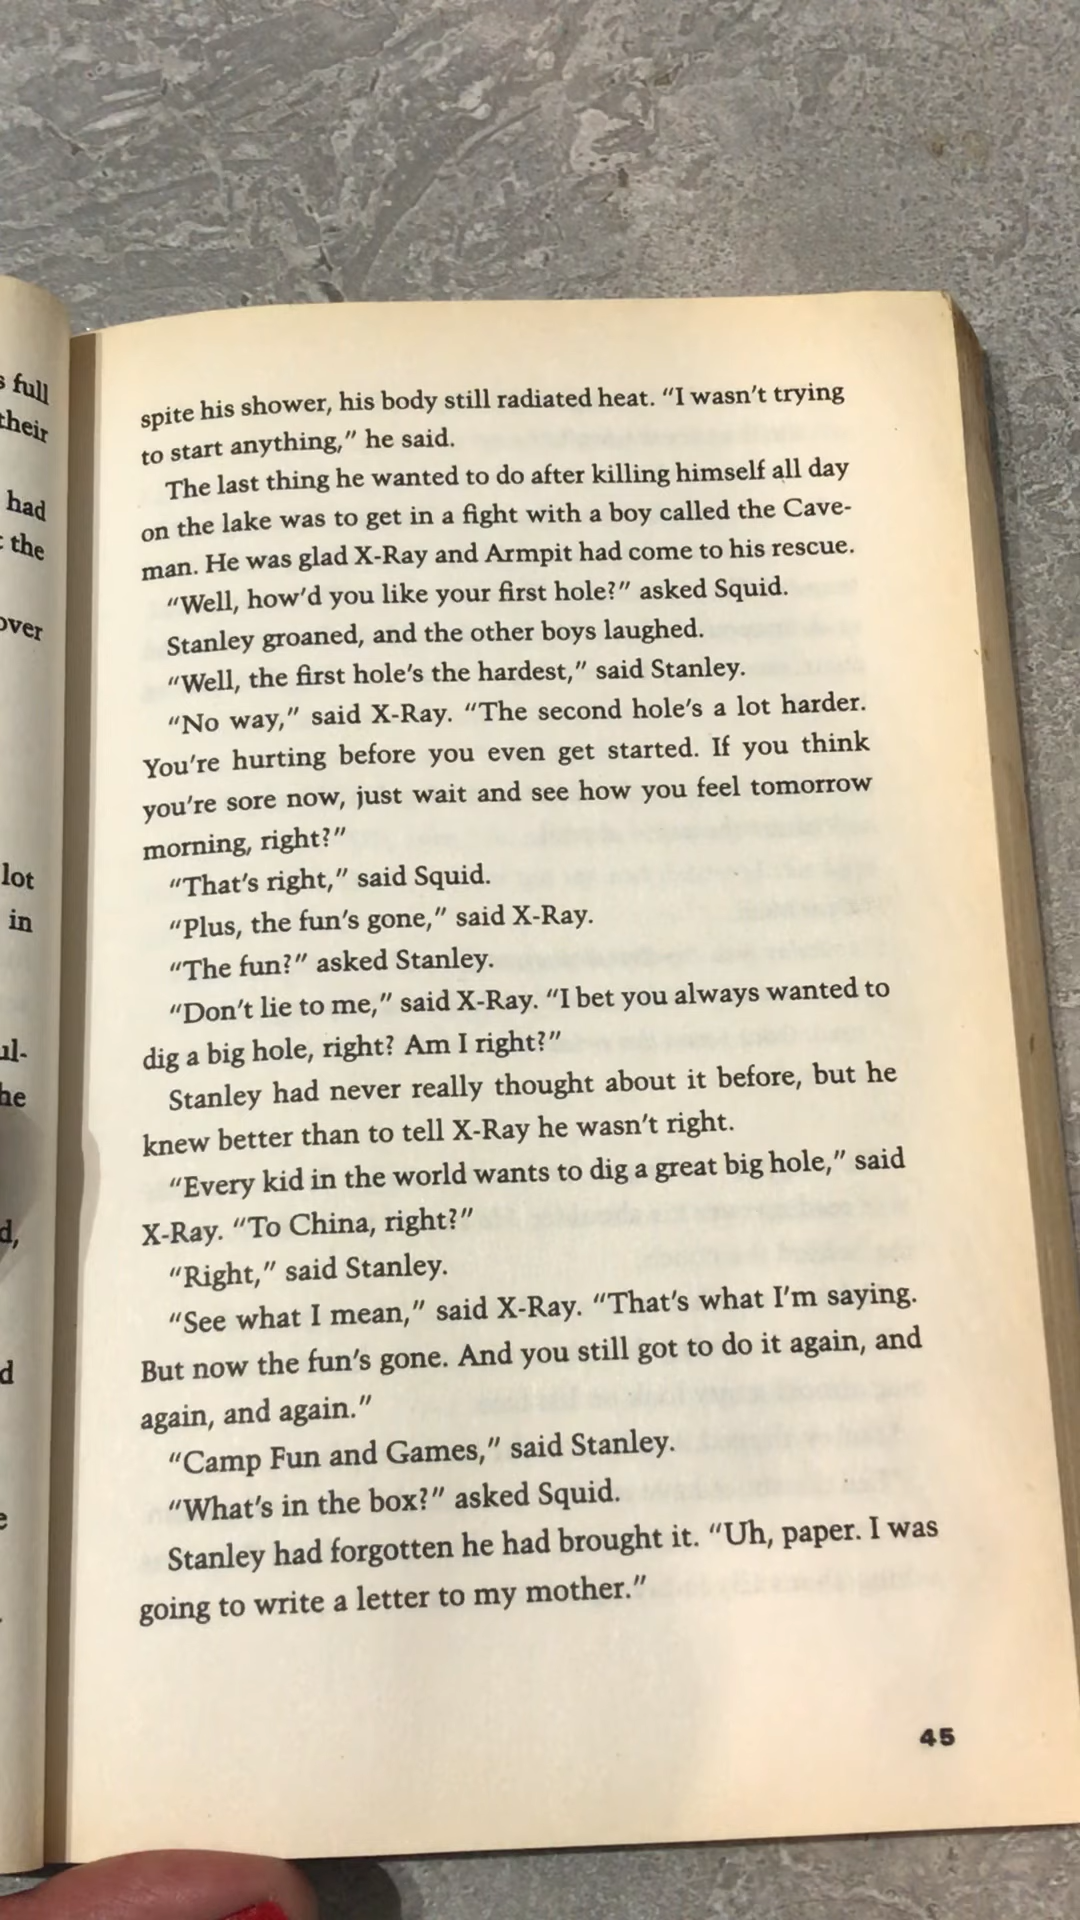 s full
their
had
the
over
lot
in
ul-
he
d,
d
e
spite his shower, his body still radiated heat. “I wasn't trying
to start anything,” he said.
The last thing he wanted to do after killing himself all day
on the lake was to get in a fight with a boy called the Cave-
man. He was glad X-Ray and Armpit had come to his rescue.
“Well, how'd you like your first hole?” asked Squid.
Stanley groaned, and the other boys laughed.
“Well, the first hole's the hardest,” said Stanley.
“No way,” said X-Ray. “The second hole's a lot harder.
You're hurting before you even get started. If you think
you're sore now, just wait and see how you feel tomorrow
morning, right?”
“That's right,” said Squid.
“Plus, the fun's gone,” said X-Ray.
“The fun?” asked Stanley.
“Don't lie to me,” said X-Ray. “I bet you always wanted to
dig a big hole, right? Am I right?”
Stanley had never really thought about it before, but he
knew better than to tell X-Ray he wasn't right.
“Every kid in the world wants to dig a great big hole,” said
X-Ray. “To China, right?”
“Right,” said Stanley.
“See what I mean,” said X-Ray. “That's what I'm saying.
But now the fun's gone. And you still got to do it again, and
again, and again.”
“Camp Fun and Games,” said Stanley.
“What's in the box?” asked Squid.
Stanley had forgotten he had brought it. “Uh, paper. I was
going to write a letter to my mother.”
45